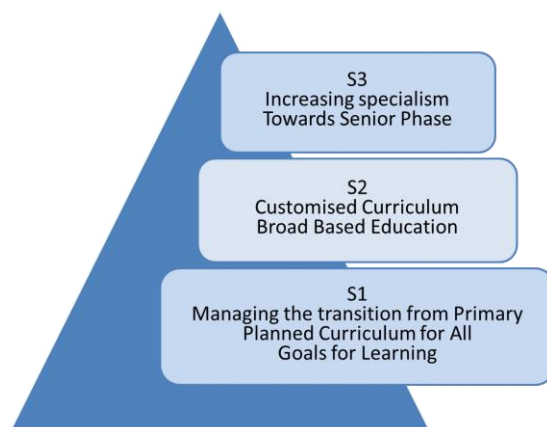 S3
Increasing specialism
Towards Senior Phase
S2
Customised Curriculum
Broad Based Education
S1
Managing the transition from Primary
Planned Curriculum for All
Goals for Learning